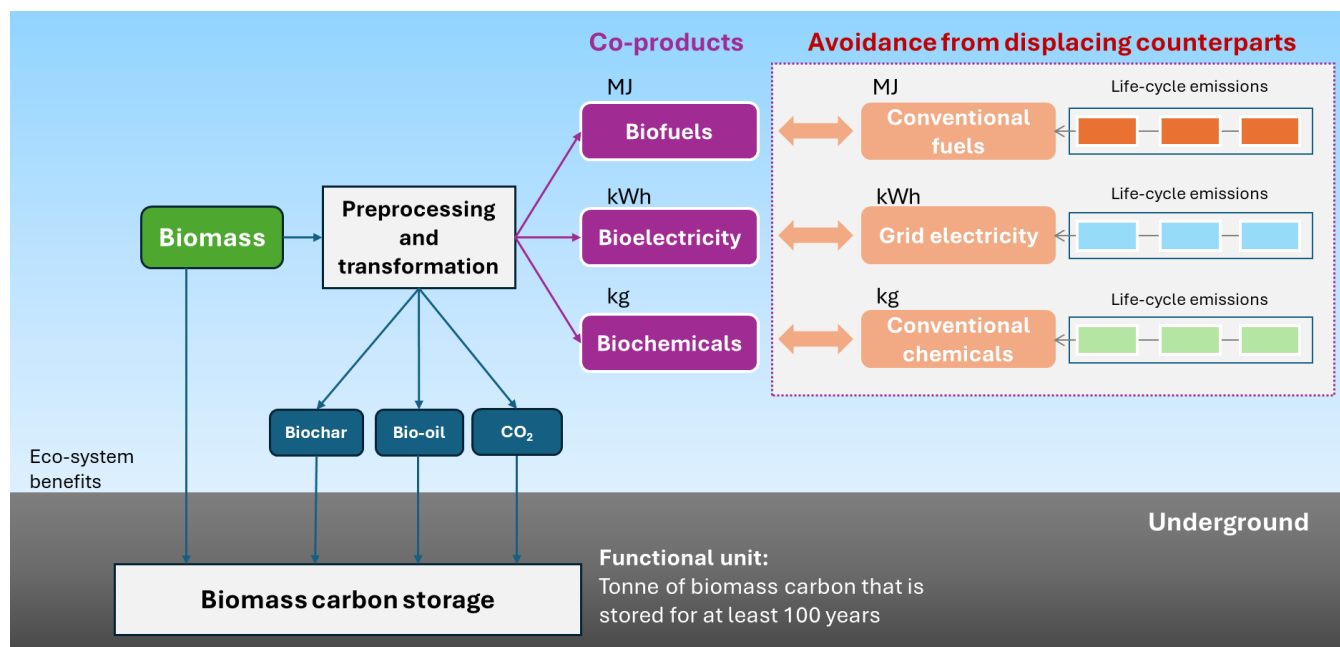 Co-products
Avoidance from displacing counterparts
MJ
Biofuels
MJ
Conventional
fuels
Life-cycle emissions
kWh
Bioelectricity
kWh
Grid electricity
Life-cycle emissions
kg
Biochemicals
kg
Conventional
chemicals
Life-cycle emissions
Biomass
Preprocessing
and
transformation
Biochar
Bio-oil
CO₂
Eco-system
benefits
Underground
Biomass carbon storage
Functional unit:
Tonne of biomass carbon that is
stored for at least 100 years